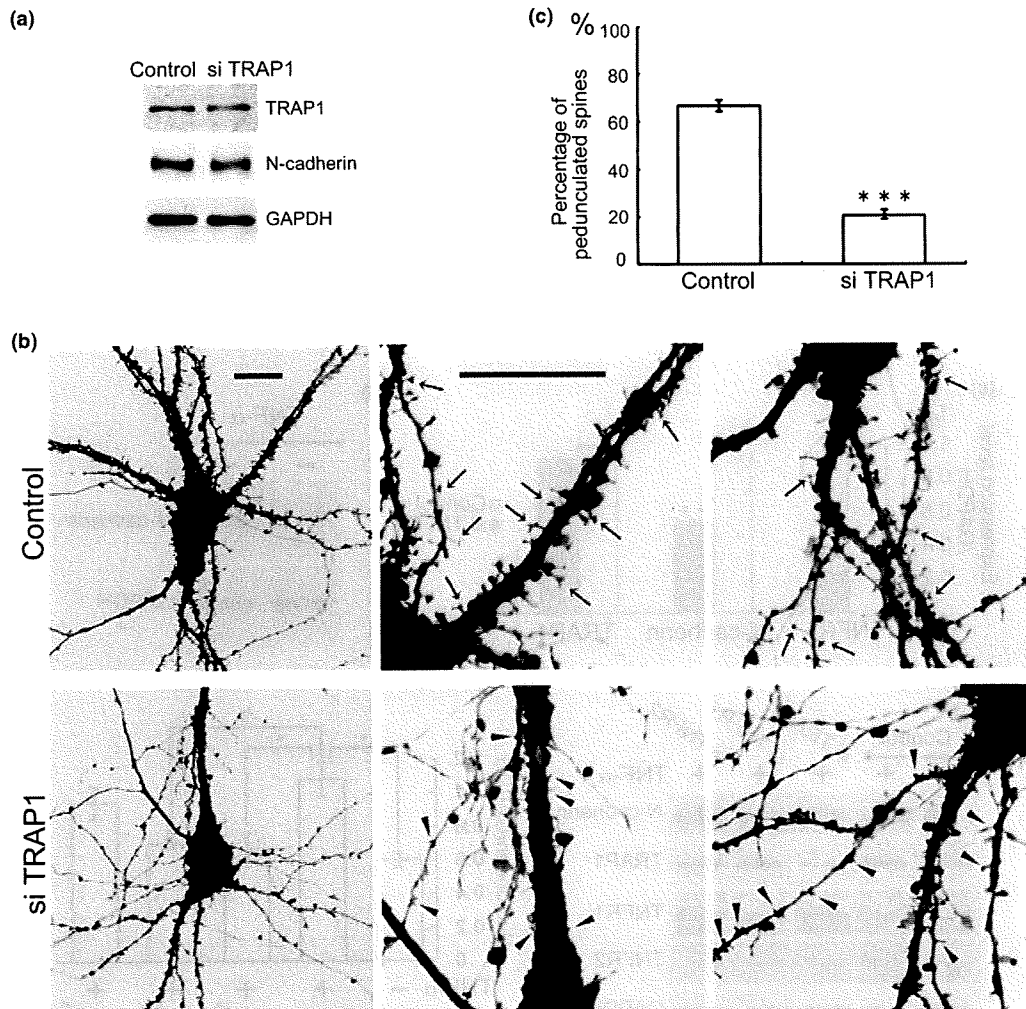 (a)
Control si TRAP1
TRAP1
N-cadherin
GAPDH
(c)
%
100
80
60
40
20
0
Percentage of
pedunculated spines
* * *
Control
si TRAP1
(b)
Control
si TRAP1